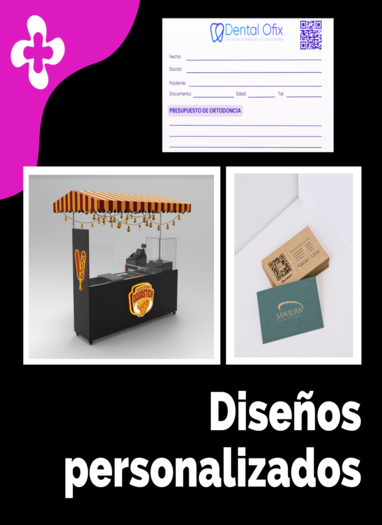 Dental Ofix
Fecha:
Doctor:
Paciente:
Documento: Edad: Tel:
PRESUPUESTO DE ORTODONCIA
SAN JUAN
Diseños
personalizados